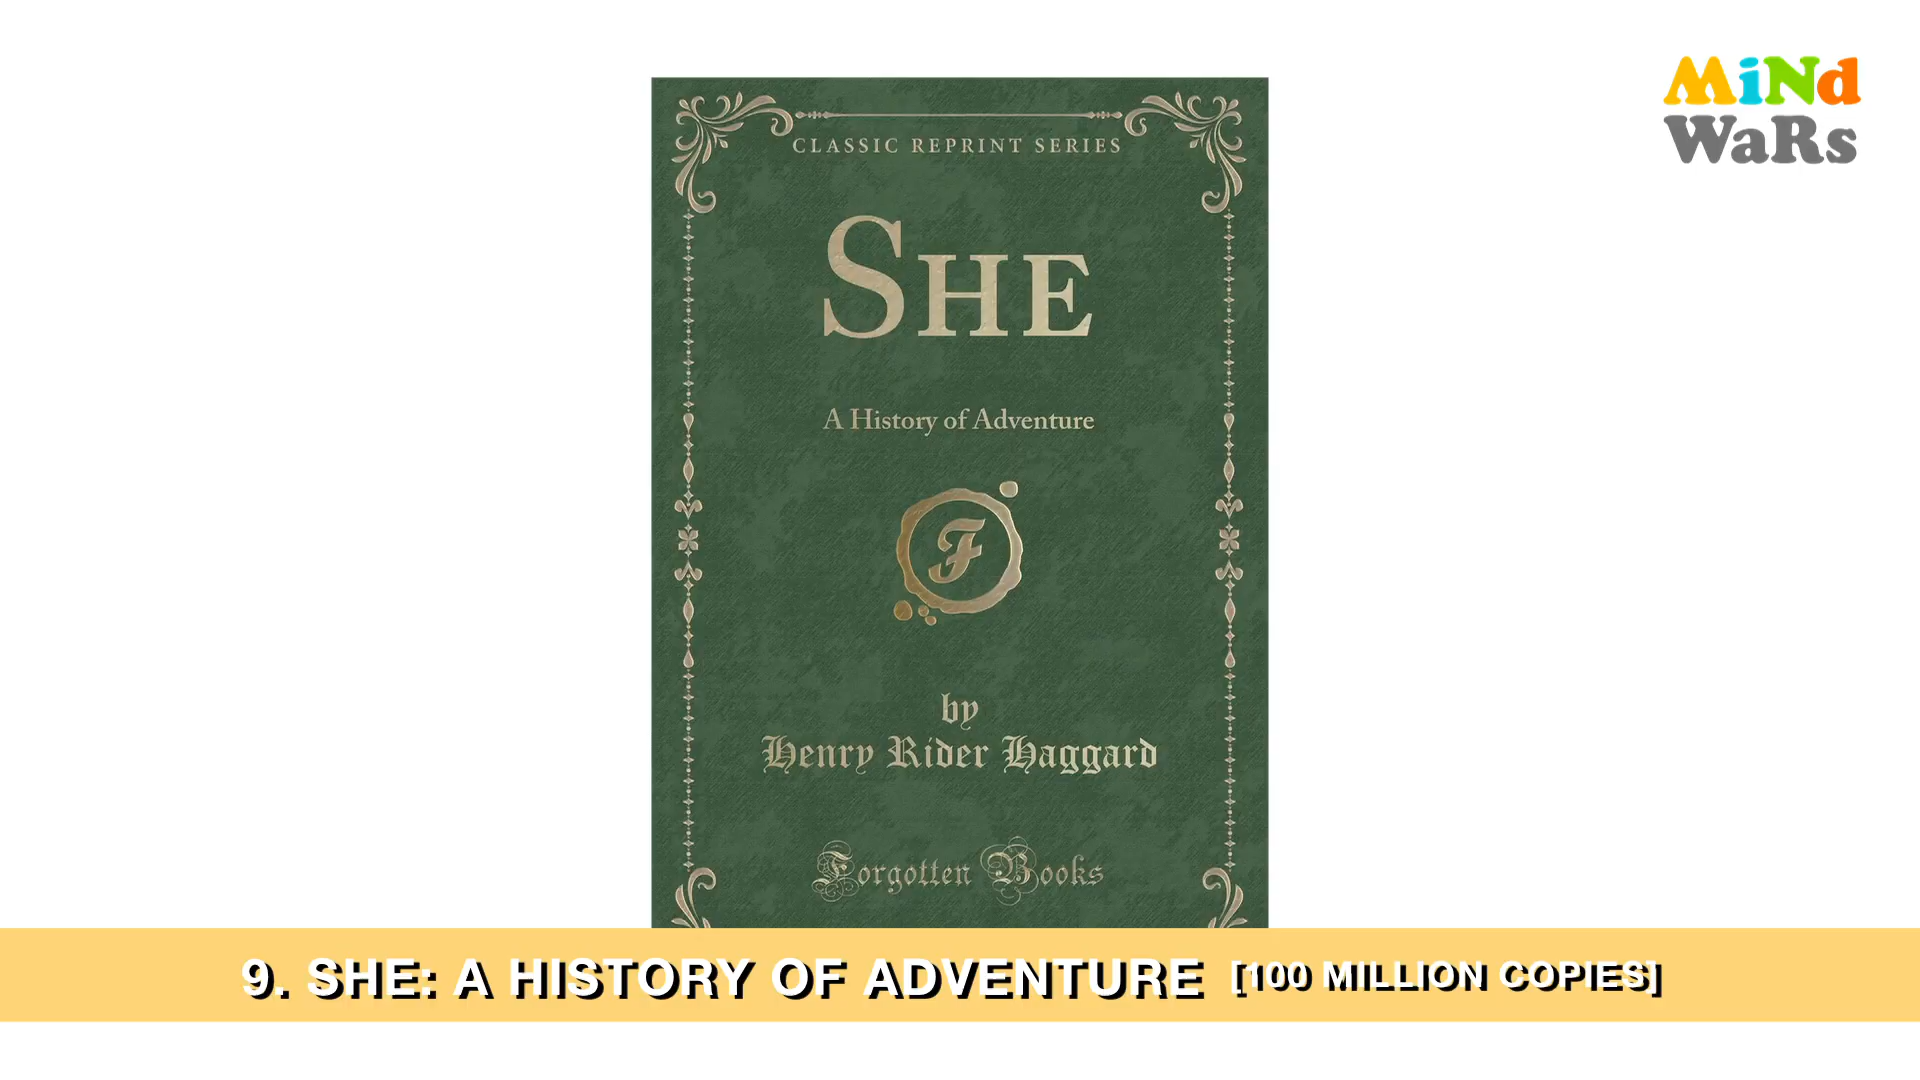 MiNd
WaRs
CLASSIC REPRINT SERIES
SHE
A History of Adventure
F
by
Henry Rider Haggard
Forgotten Books
9. SHE: A HISTORY OF ADVENTURE [100 MILLION COPIES]